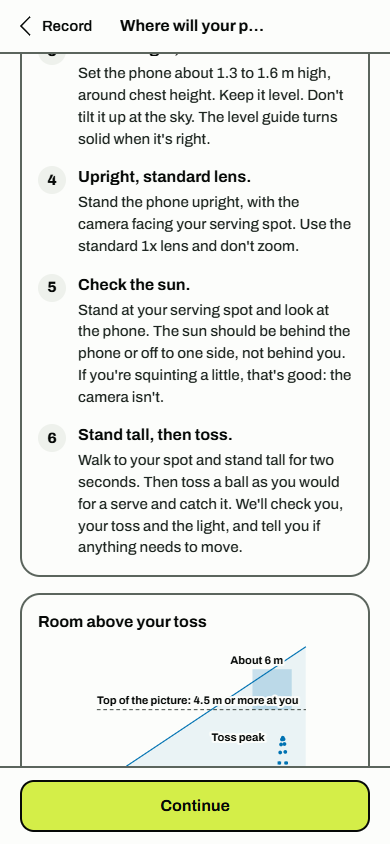 Record
Where will your p...
Set the phone about 1.3 to 1.6 m high,
around chest height. Keep it level. Don't
tilt it up at the sky. The level guide turns
solid when it's right.
4
Upright, standard lens.
Stand the phone upright, with the
camera facing your serving spot. Use the
standard 1x lens and don't zoom.
5
Check the sun.
Stand at your serving spot and look at
the phone. The sun should be behind the
phone or off to one side, not behind you.
If you're squinting a little, that's good: the
camera isn't.
6
Stand tall, then toss.
Walk to your spot and stand tall for two
seconds. Then toss a ball as you would
for a serve and catch it. We'll check you,
your toss and the light, and tell you if
anything needs to move.
Room above your toss
About 6 m
Top of the picture: 4.5 m or more at you
Toss peak
Continue